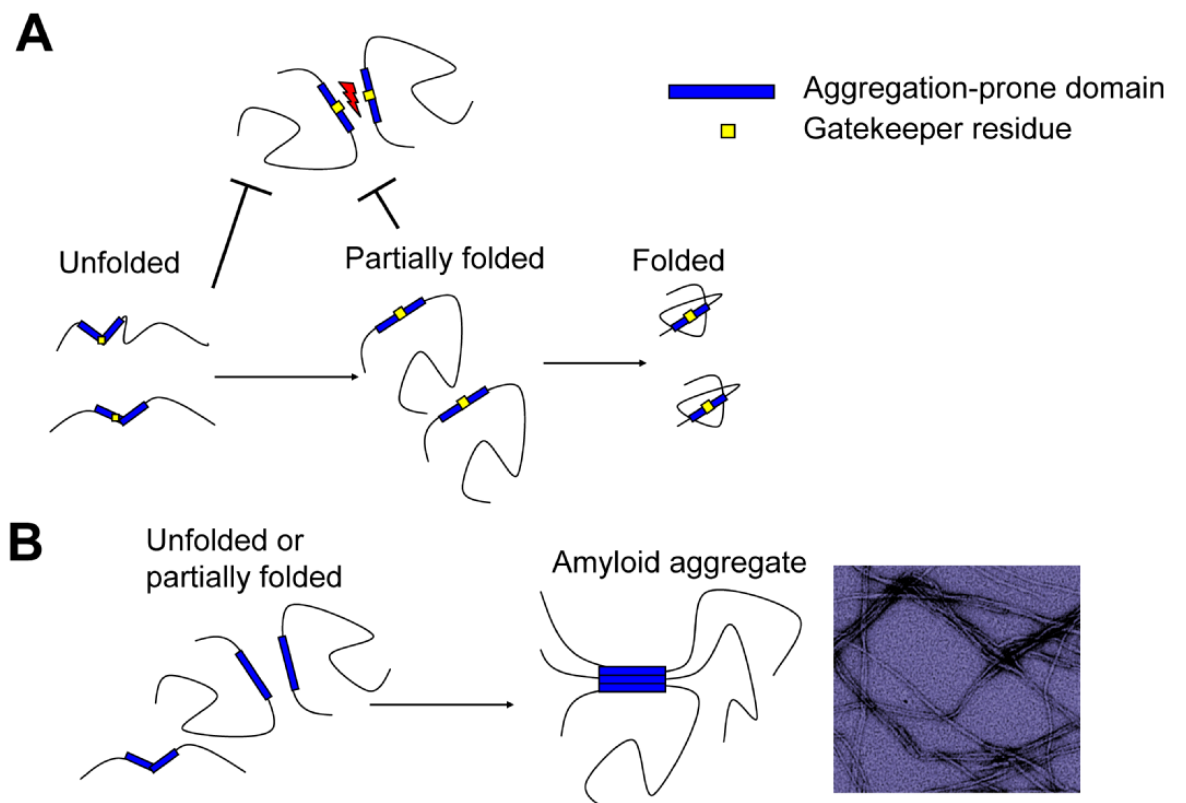 A
Aggregation-prone domain
Gatekeeper residue
Unfolded
Partially folded
Folded
B
Unfolded or
partially folded
Amyloid aggregate